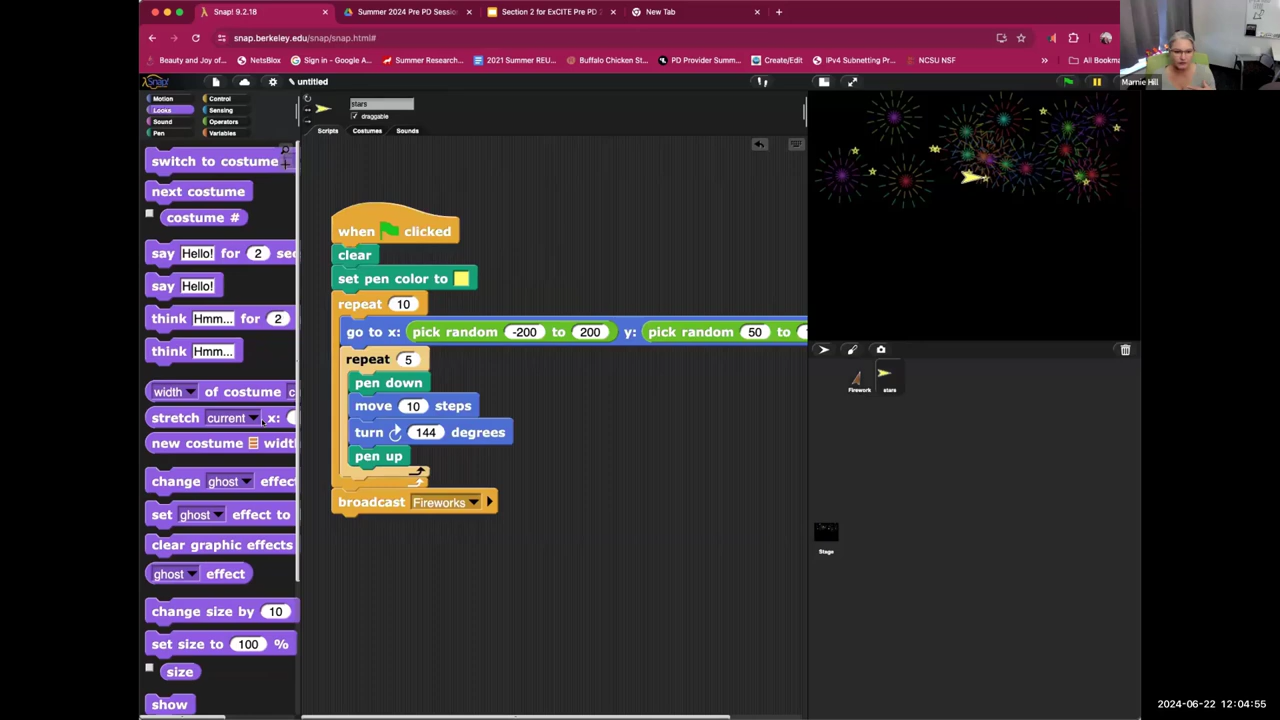 Snap! 9.2.18
Summer 2024 Pre PD Sessi
Section 2 for ExCITE Pre PD
New Tab
snap.berkeley.edu/snap/snap.html#
Beauty and Joy of...
NetsBlox
Sign in - Google A...
Summer Research...
2021 Summer REU...
Buffalo Chicken St...
PD Provider Summ...
Create/Edit
IPv4 Subnetting Pr...
NCSU NSF
All Bookma
Marnie Hill
Snap!
untitled
Motion
Control
Looks
Sensing
Sound
Operators
Pen
Variables
stars
draggable
Scripts
Costumes
Sounds
switch to costume
next costume
costume #
say Hello! for 2 sec
say Hello!
think Hmm... for 2
think Hmm...
width of costume c
stretch current x:
new costume width
change ghost effec
set ghost effect to
clear graphic effects
ghost effect
change size by 10
set size to 100 %
size
show
when clicked
clear
set pen color to
repeat 10
go to x: pick random -200 to 200 y: pick random 50 to
repeat 5
pen down
move 10 steps
turn 144 degrees
pen up
broadcast Fireworks
Firework
stars
Stage
2024-06-22 12:04:55